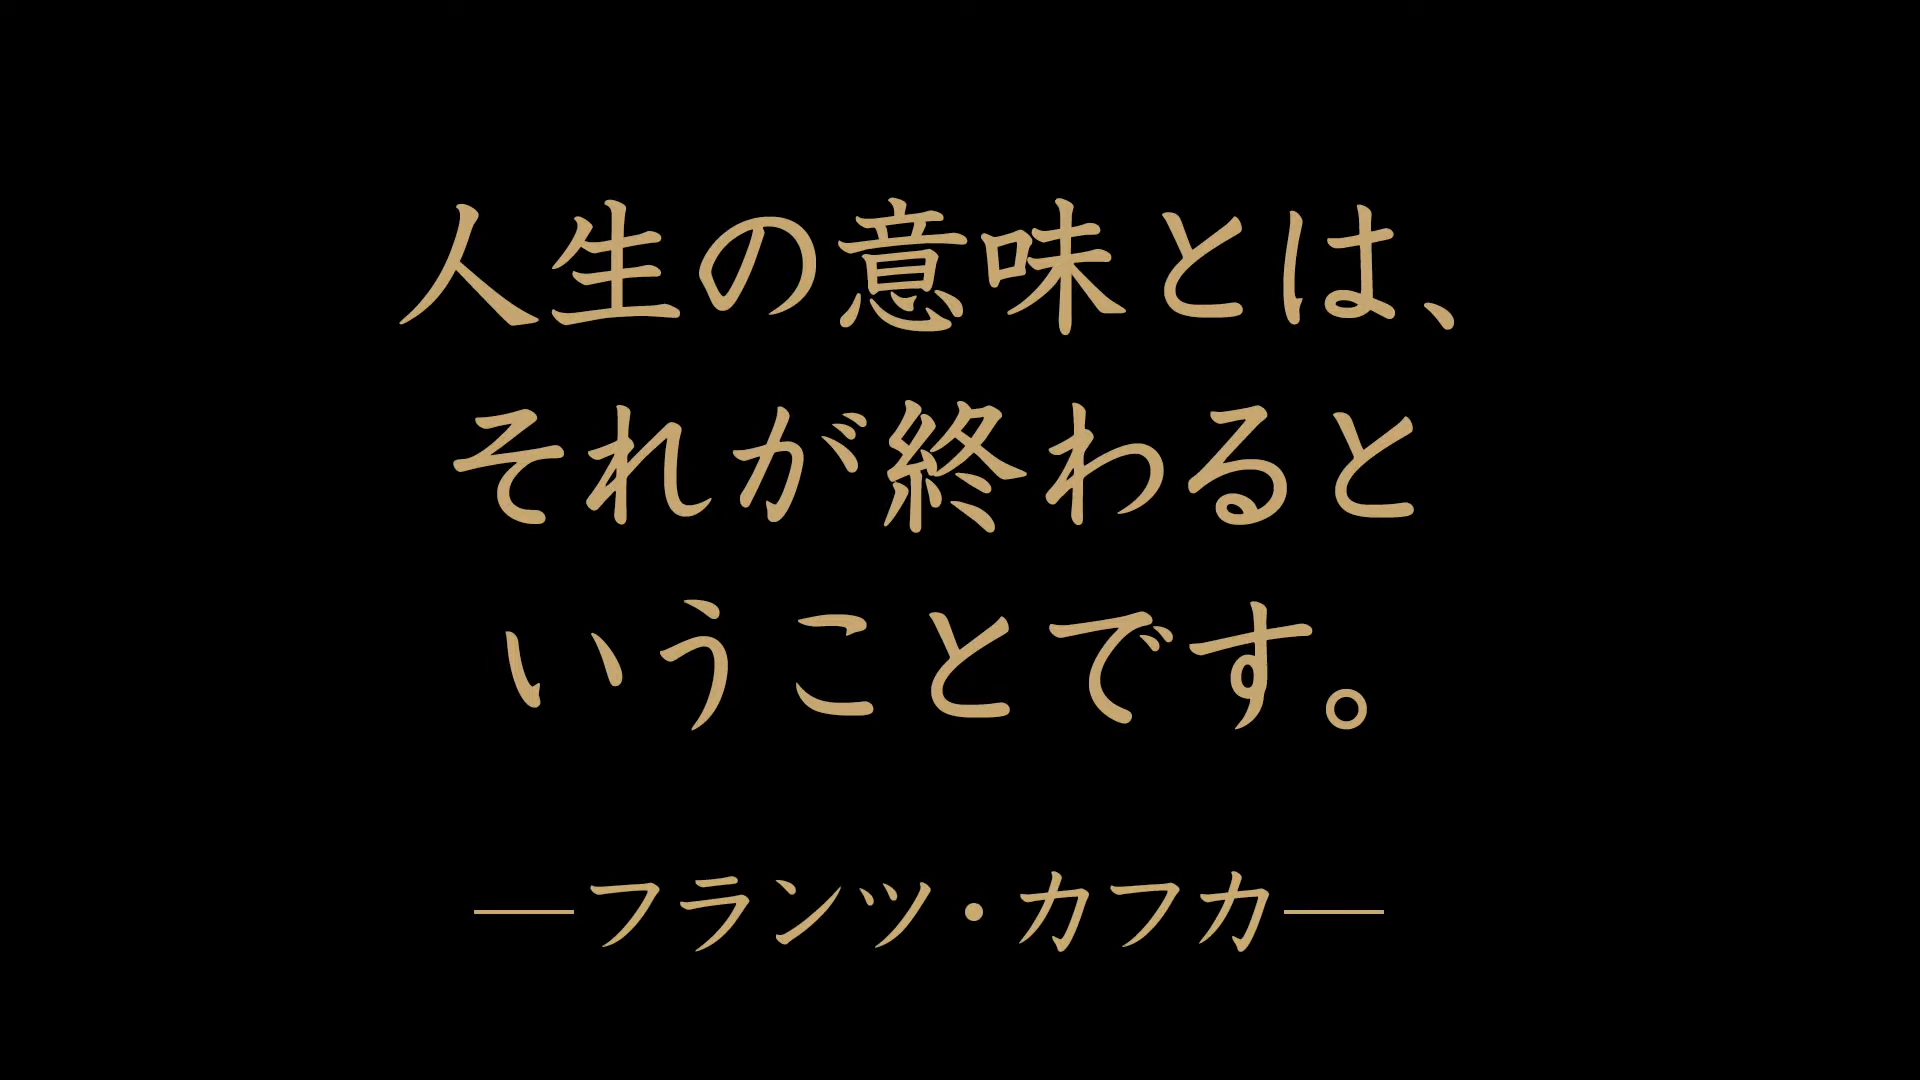 人生の意味とは、
それが終わると
いうことです。
―フランツ・カフカ―